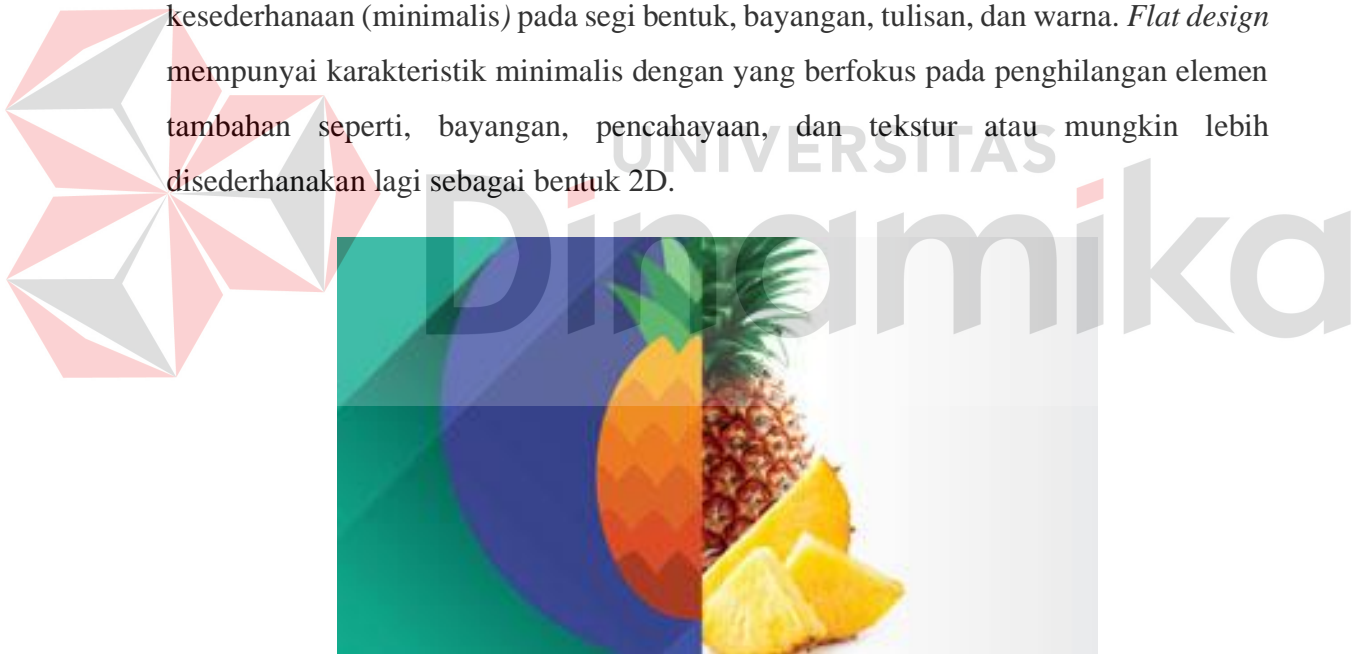 kesederhanaan (minimalis) pada segi bentuk, bayangan, tulisan, dan warna. Flat design
mempunyai karakteristik minimalis dengan yang berfokus pada penghilangan elemen
tambahan seperti, bayangan, pencahayaan, dan tekstur atau mungkin lebih
disederhanakan lagi sebagai bentuk 2D.
UNIVERSITAS
Dinamika